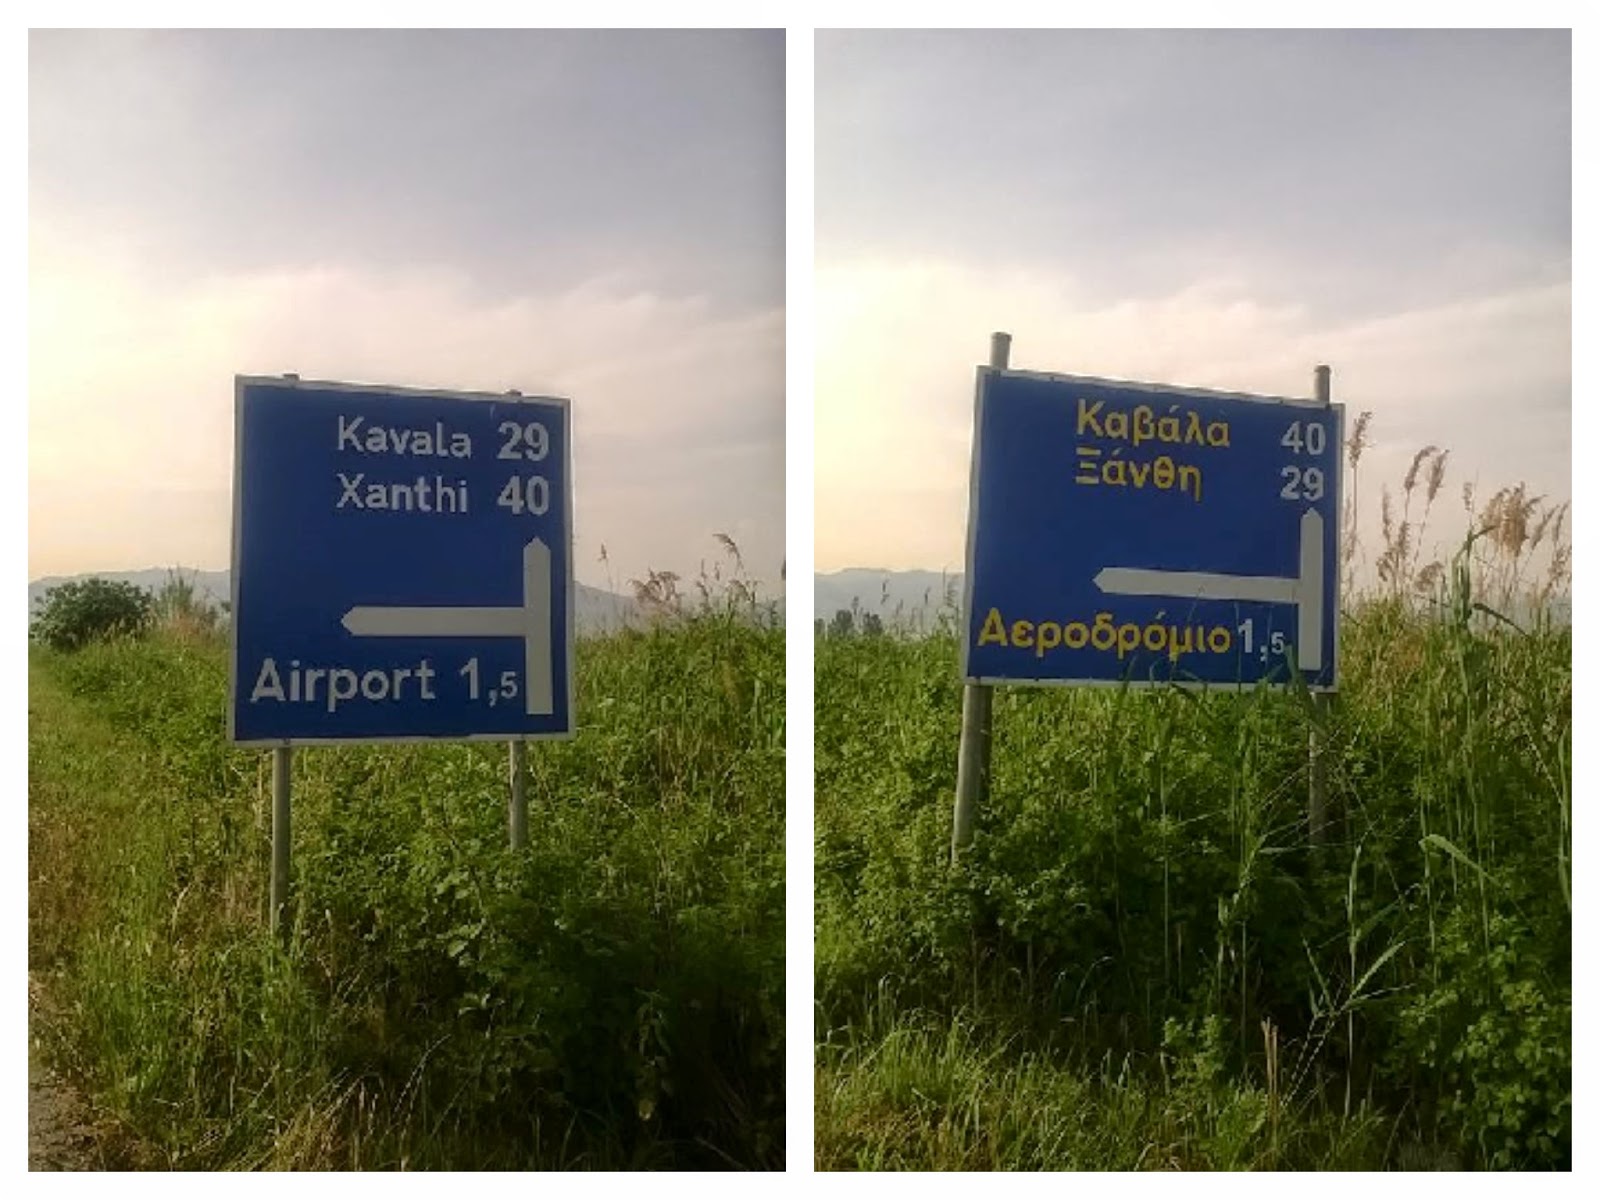 Kavala 29
Xanthi 40
Airport 1,5
Καβάλα 40
Ξάνθη 29
Αεροδρόμιο 1,5